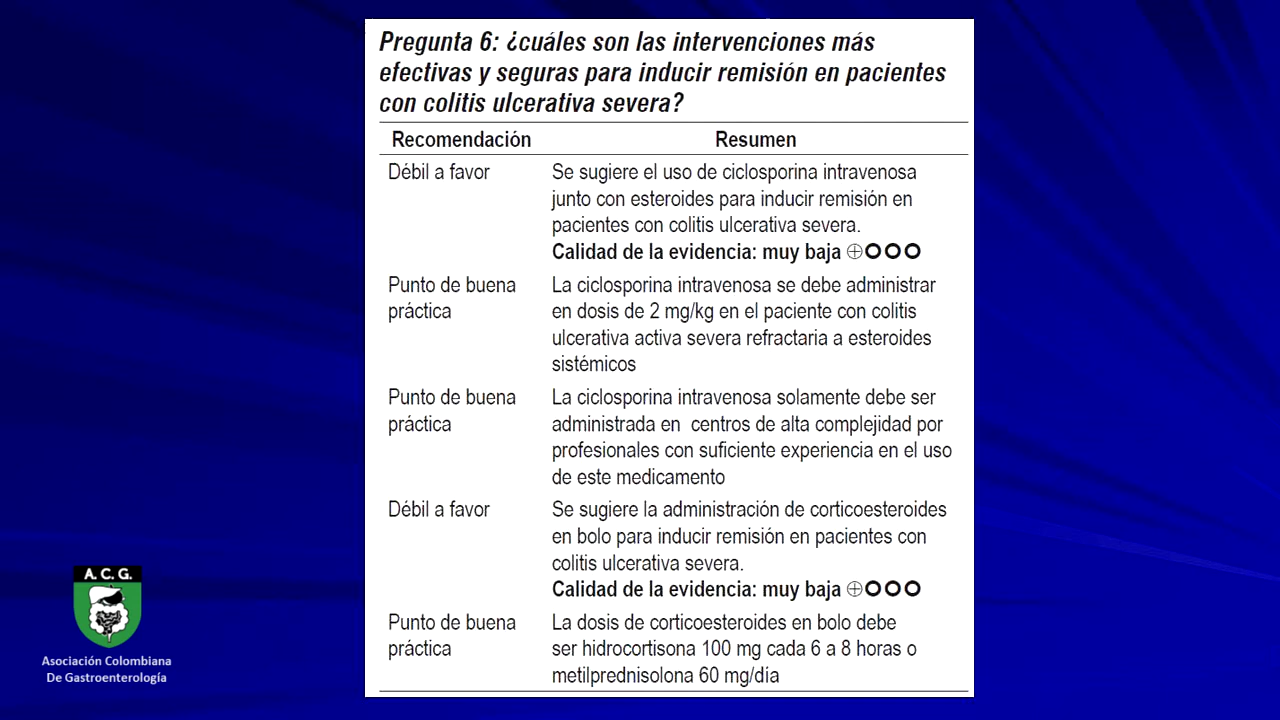 Pregunta 6: ¿cuáles son las intervenciones más
efectivas y seguras para inducir remisión en pacientes
con colitis ulcerativa severa?
Recomendación Resumen
Débil a favor Se sugiere el uso de ciclosporina intravenosa
junto con esteroides para inducir remisión en
pacientes con colitis ulcerativa severa.
Calidad de la evidencia: muy baja ⊕OOO
Punto de buena La ciclosporina intravenosa se debe administrar
práctica en dosis de 2 mg/kg en el paciente con colitis
ulcerativa activa severa refractaria a esteroides
sistémicos
Punto de buena La ciclosporina intravenosa solamente debe ser
práctica administrada en centros de alta complejidad por
profesionales con suficiente experiencia en el uso
de este medicamento
Débil a favor Se sugiere la administración de corticoesteroides
en bolo para inducir remisión en pacientes con
colitis ulcerativa severa.
Calidad de la evidencia: muy baja ⊕OOO
Punto de buena La dosis de corticoesteroides en bolo debe
práctica ser hidrocortisona 100 mg cada 6 a 8 horas o
metilprednisolona 60 mg/día
A. C. G.
Asociación Colombiana
De Gastroenterología